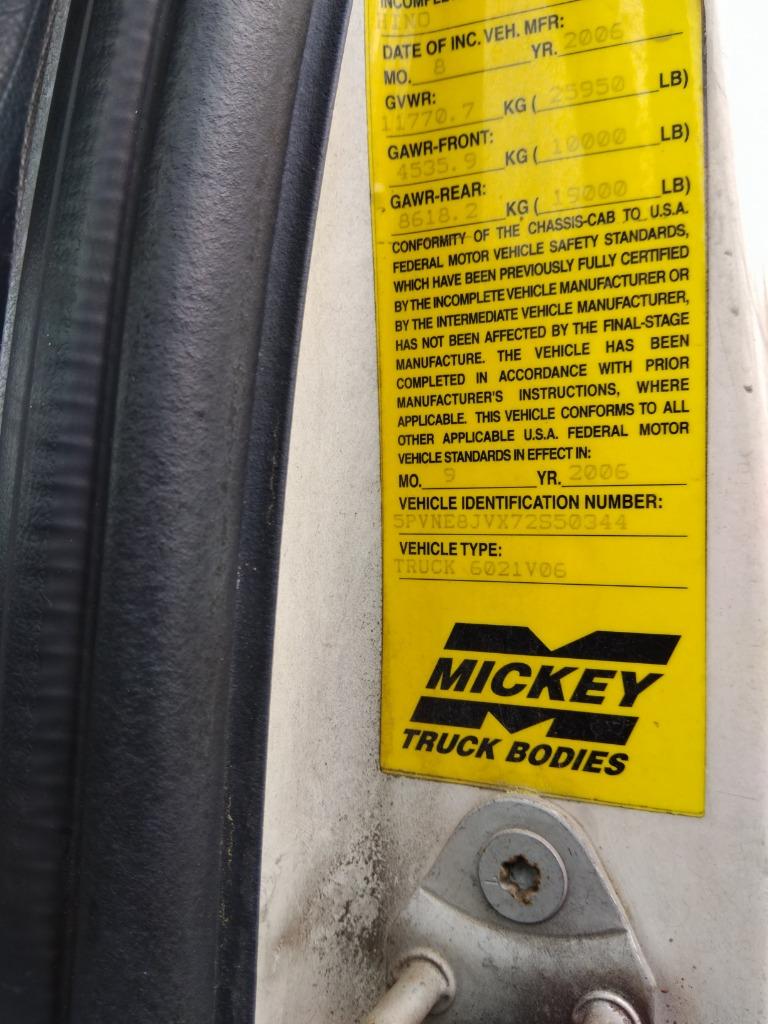 INCOMPLE
HINO
DATE OF INC. VEH. MFR:
MO. 8 YR. 2006
GVWR:
11770.7 KG ( 25950 LB)
GAWR-FRONT:
4535.9 KG ( 10000 LB)
GAWR-REAR:
8618.2 KG ( 19000 LB)
CONFORMITY OF THE CHASSIS-CAB TO U.S.A.
FEDERAL MOTOR VEHICLE SAFETY STANDARDS,
WHICH HAVE BEEN PREVIOUSLY FULLY CERTIFIED
BY THE INCOMPLETE VEHICLE MANUFACTURER OR
BY THE INTERMEDIATE VEHICLE MANUFACTURER,
HAS NOT BEEN AFFECTED BY THE FINAL-STAGE
MANUFACTURE. THE VEHICLE HAS BEEN
COMPLETED IN ACCORDANCE WITH PRIOR
MANUFACTURER'S INSTRUCTIONS, WHERE
APPLICABLE. THIS VEHICLE CONFORMS TO ALL
OTHER APPLICABLE U.S.A. FEDERAL MOTOR
VEHICLE STANDARDS IN EFFECT IN:
MO. 9 YR. 2006
VEHICLE IDENTIFICATION NUMBER:
5PVNE8JVX72S50344
VEHICLE TYPE:
TRUCK 6021V06
MICKEY
TRUCK BODIES